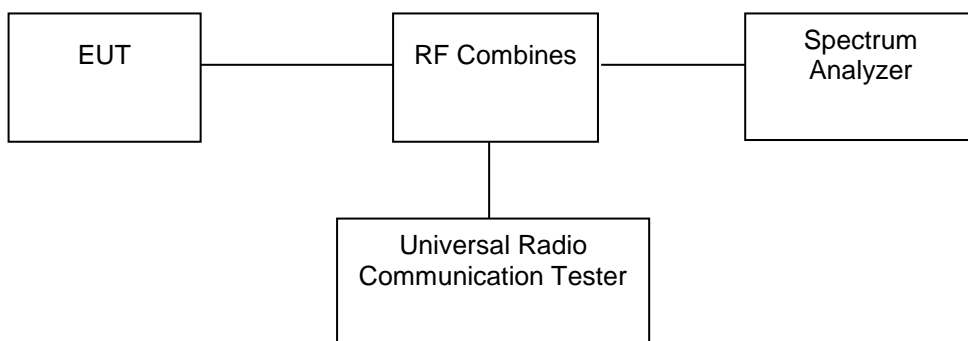 EUT
RF Combines
Spectrum
Analyzer
Universal Radio
Communication Tester